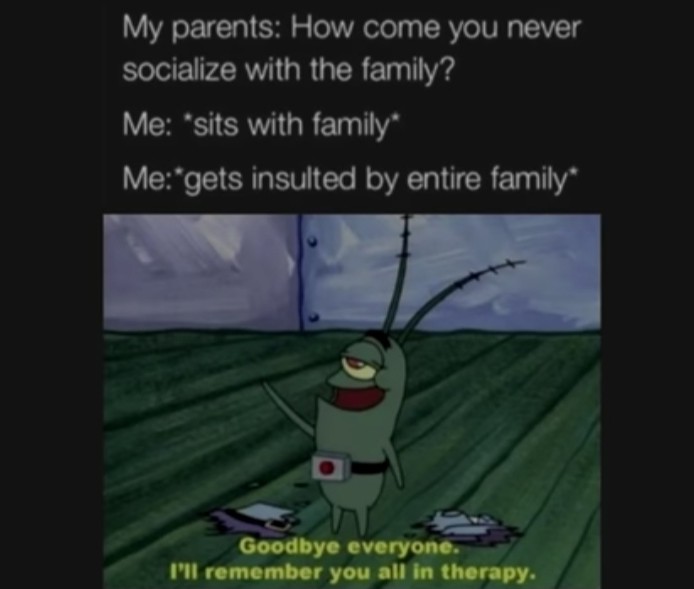 My parents: How come you never
socialize with the family?
Me: *sits with family*
Me:*gets insulted by entire family*
Goodbye everyone.
I'll remember you all in therapy.